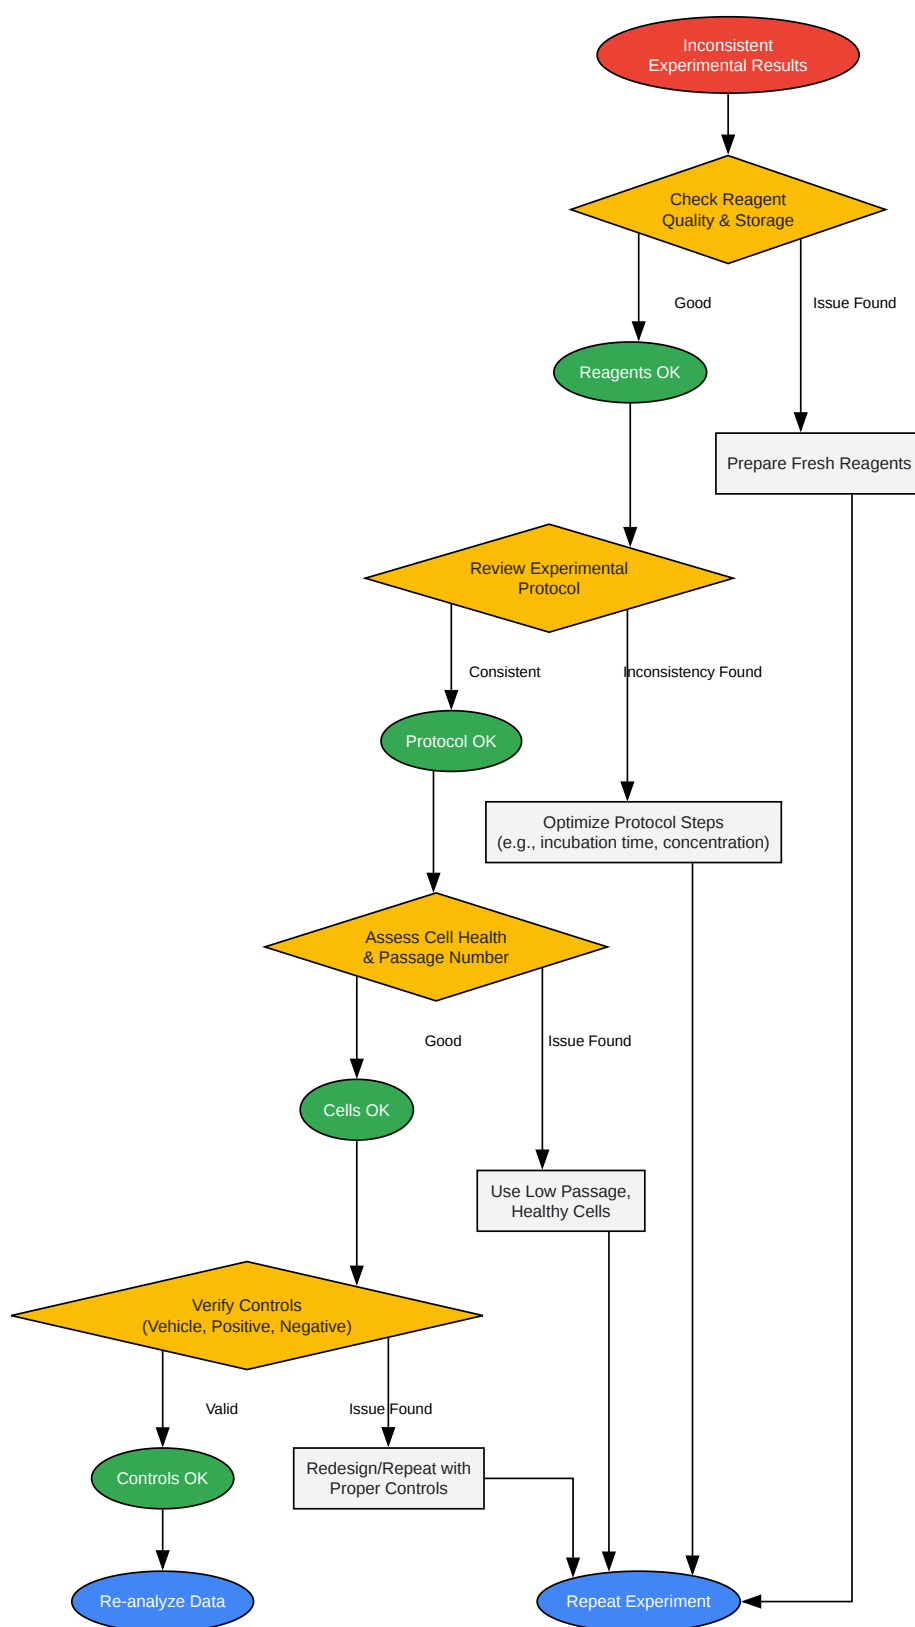 Inconsistent
Experimental Results
Check Reagent
Quality & Storage
Good
Issue Found
Reagents OK
Prepare Fresh Reagents
Review Experimental
Protocol
Consistent
Inconsistency Found
Protocol OK
Optimize Protocol Steps
(e.g., incubation time, concentration)
Assess Cell Health
& Passage Number
Good
Issue Found
Cells OK
Use Low Passage,
Healthy Cells
Verify Controls
(Vehicle, Positive, Negative)
Valid
Issue Found
Controls OK
Redesign/Repeat with
Proper Controls
Re-analyze Data
Repeat Experiment